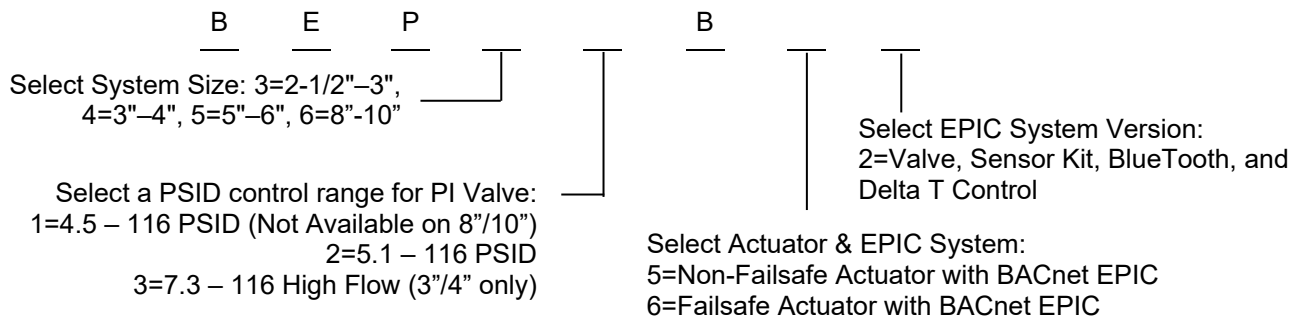 B E P B
Select System Size: 3=2-1/2"–3",
4=3"–4", 5=5"–6", 6=8”-10”
Select EPIC System Version:
2=Valve, Sensor Kit, BlueTooth, and
Delta T Control
Select a PSID control range for PI Valve:
1=4.5 – 116 PSID (Not Available on 8”/10”)
2=5.1 – 116 PSID
3=7.3 – 116 High Flow (3”/4” only)
Select Actuator & EPIC System:
5=Non-Failsafe Actuator with BACnet EPIC
6=Failsafe Actuator with BACnet EPIC